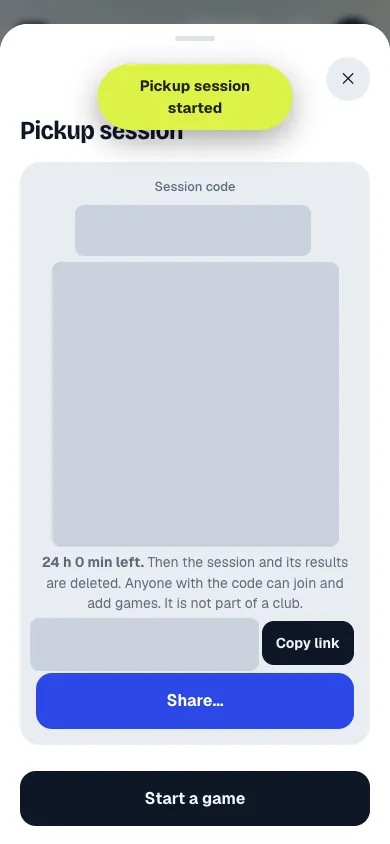 Pickup session
started
Pickup session
Session code
24 h 0 min left. Then the session and its results
are deleted. Anyone with the code can join and
add games. It is not part of a club.
Copy link
Share...
Start a game